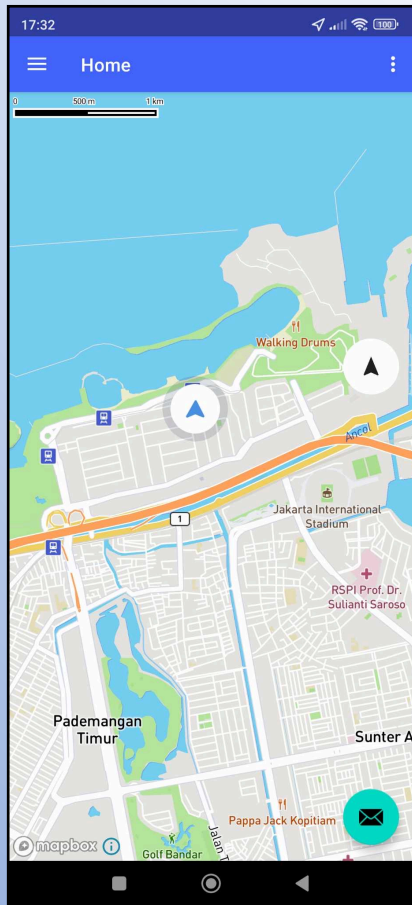 17:32
100
Home
0 500 m 1 km
Walking Drums
Ancol
Jakarta International
Stadium
1
RSPI Prof. Dr.
Sulianti Saroso
Pademangan
Timur
Sunter A
Pappa Jack Kopitiam
Jalan T
mapbox
Golf Bandar